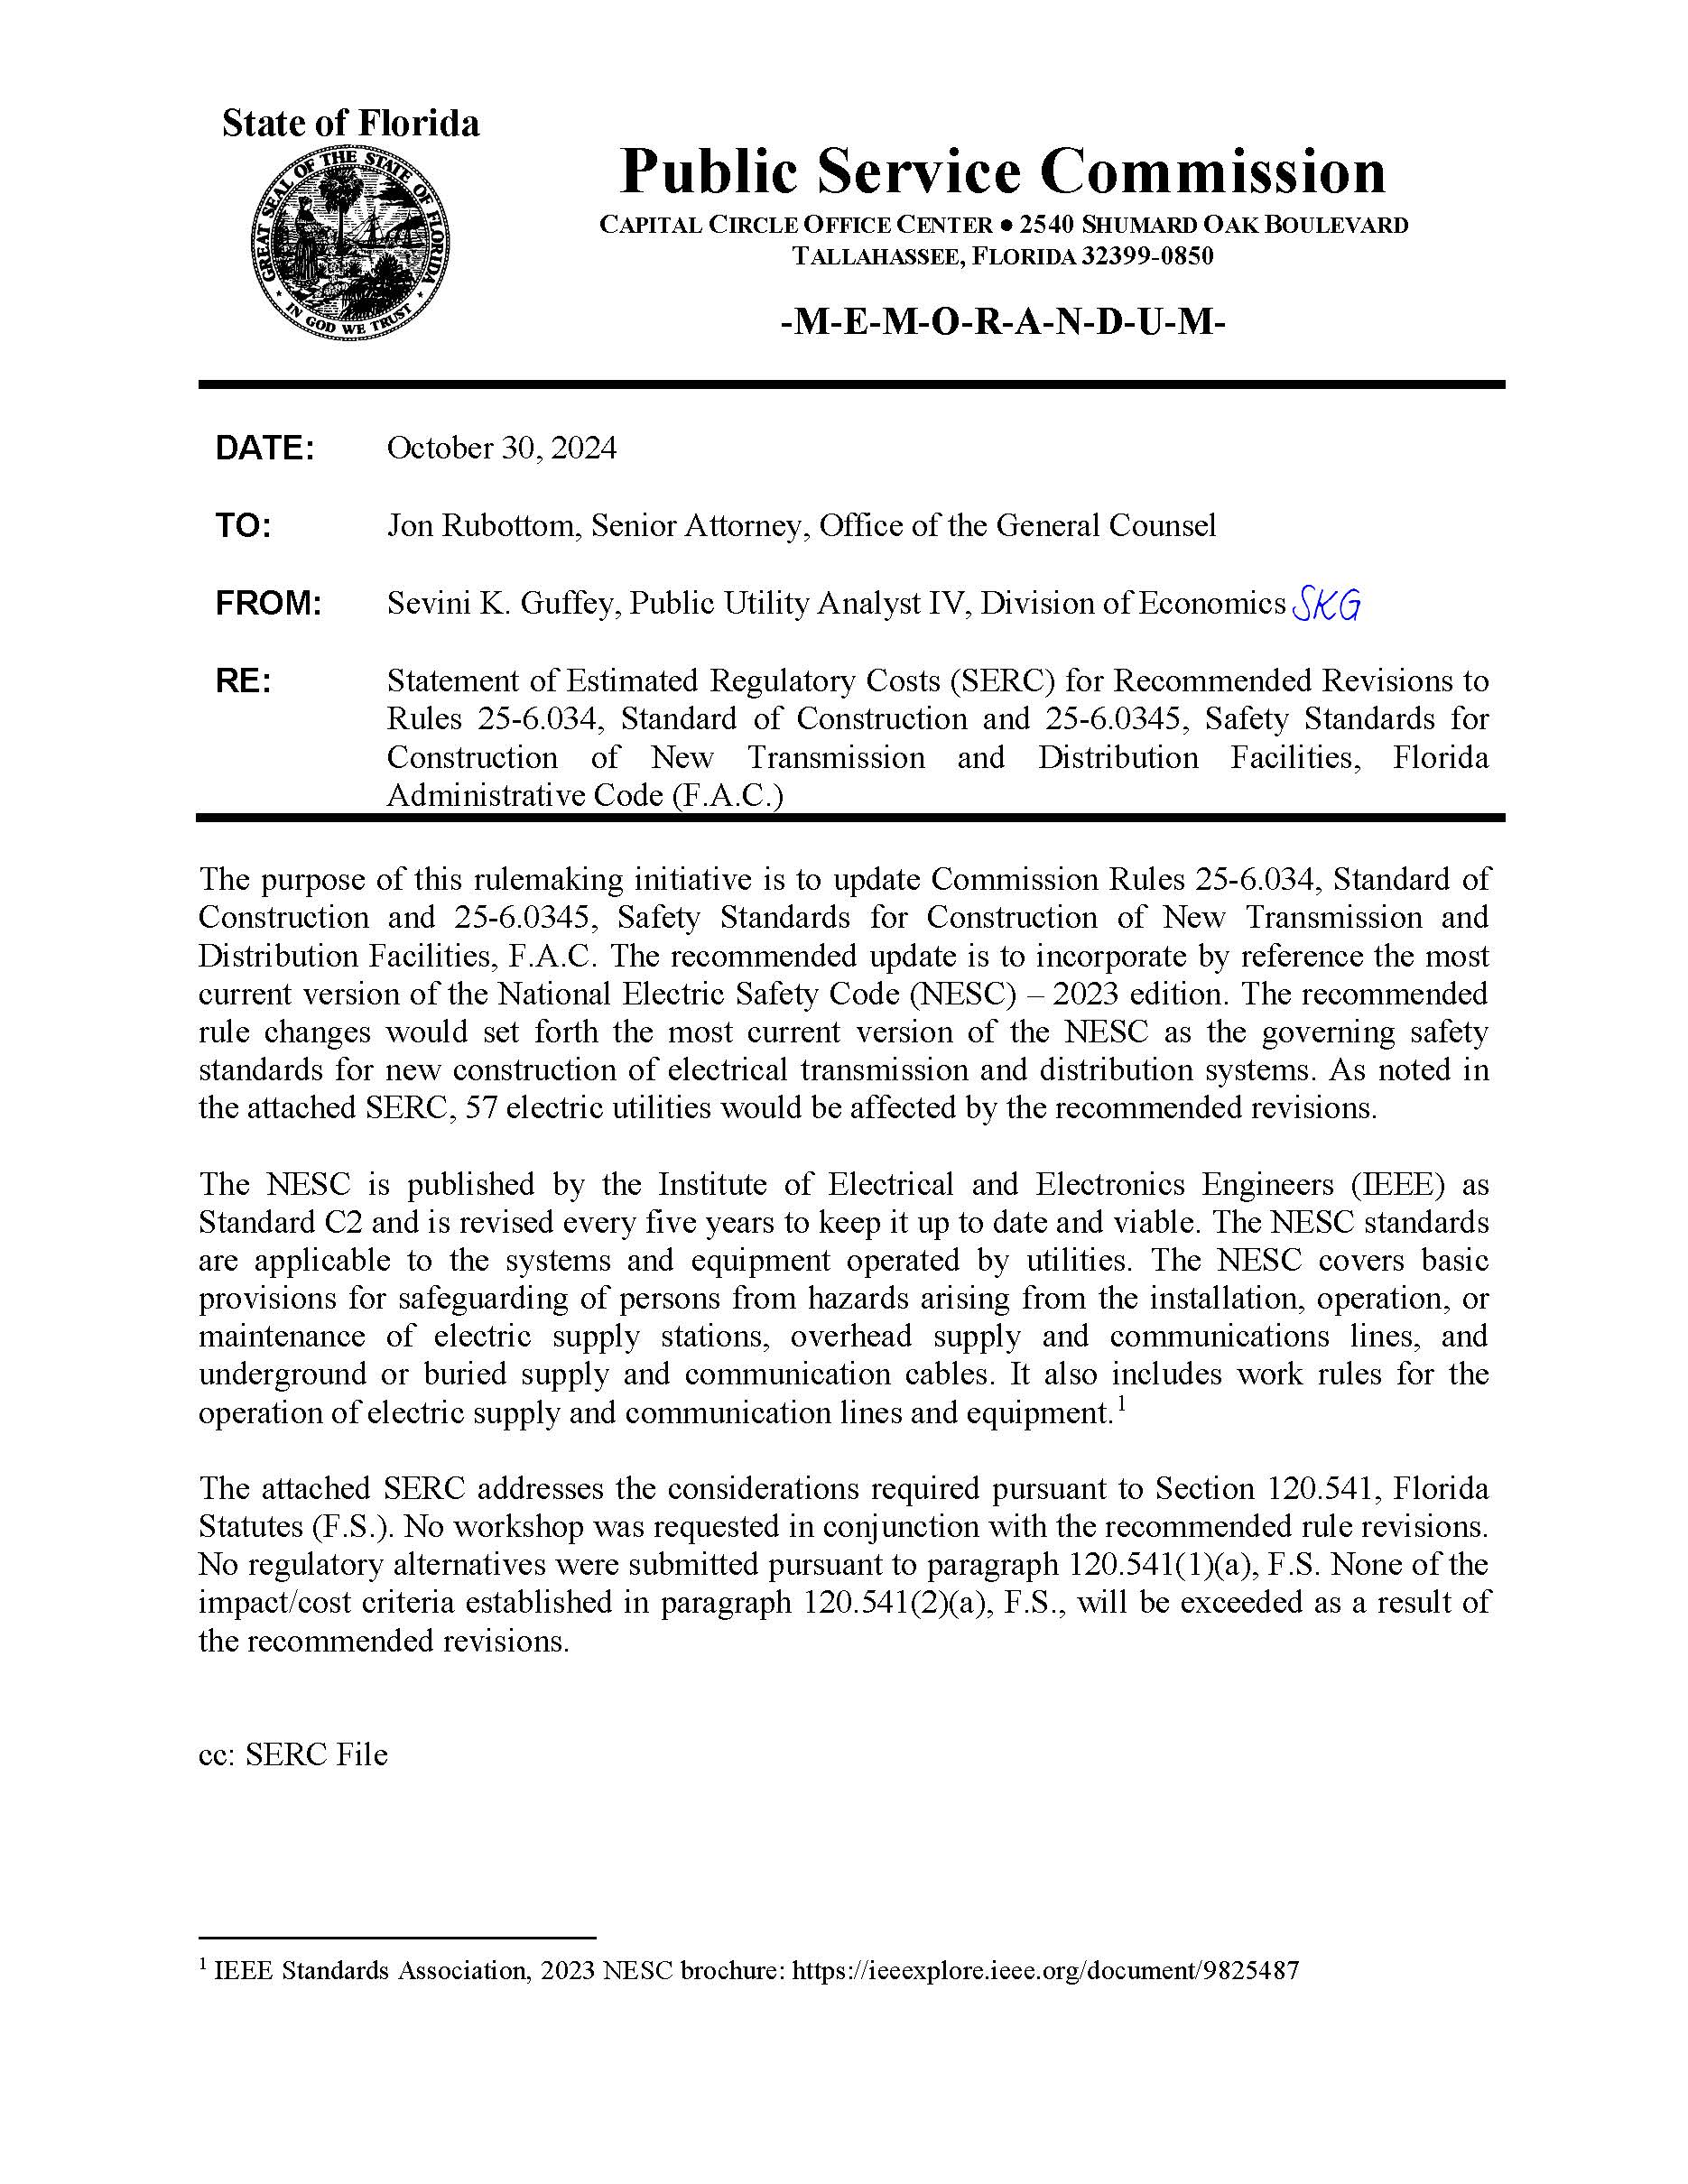 State of Florida
GREAT SEAL OF THE STATE OF FLORIDA
IN GOD WE TRUST
Public Service Commission
CAPITAL CIRCLE OFFICE CENTER ● 2540 SHUMARD OAK BOULEVARD
TALLAHASSEE, FLORIDA 32399-0850
-M-E-M-O-R-A-N-D-U-M-
DATE: October 30, 2024
TO: Jon Rubottom, Senior Attorney, Office of the General Counsel
FROM: Sevini K. Guffey, Public Utility Analyst IV, Division of Economics SKG
RE: Statement of Estimated Regulatory Costs (SERC) for Recommended Revisions to
Rules 25-6.034, Standard of Construction and 25-6.0345, Safety Standards for
Construction of New Transmission and Distribution Facilities, Florida
Administrative Code (F.A.C.)
The purpose of this rulemaking initiative is to update Commission Rules 25-6.034, Standard of
Construction and 25-6.0345, Safety Standards for Construction of New Transmission and
Distribution Facilities, F.A.C. The recommended update is to incorporate by reference the most
current version of the National Electric Safety Code (NESC) – 2023 edition. The recommended
rule changes would set forth the most current version of the NESC as the governing safety
standards for new construction of electrical transmission and distribution systems. As noted in
the attached SERC, 57 electric utilities would be affected by the recommended revisions.
The NESC is published by the Institute of Electrical and Electronics Engineers (IEEE) as
Standard C2 and is revised every five years to keep it up to date and viable. The NESC standards
are applicable to the systems and equipment operated by utilities. The NESC covers basic
provisions for safeguarding of persons from hazards arising from the installation, operation, or
maintenance of electric supply stations, overhead supply and communications lines, and
underground or buried supply and communication cables. It also includes work rules for the
operation of electric supply and communication lines and equipment.1
The attached SERC addresses the considerations required pursuant to Section 120.541, Florida
Statutes (F.S.). No workshop was requested in conjunction with the recommended rule revisions.
No regulatory alternatives were submitted pursuant to paragraph 120.541(1)(a), F.S. None of the
impact/cost criteria established in paragraph 120.541(2)(a), F.S., will be exceeded as a result of
the recommended revisions.
cc: SERC File
1 IEEE Standards Association, 2023 NESC brochure: https://ieeexplore.ieee.org/document/9825487